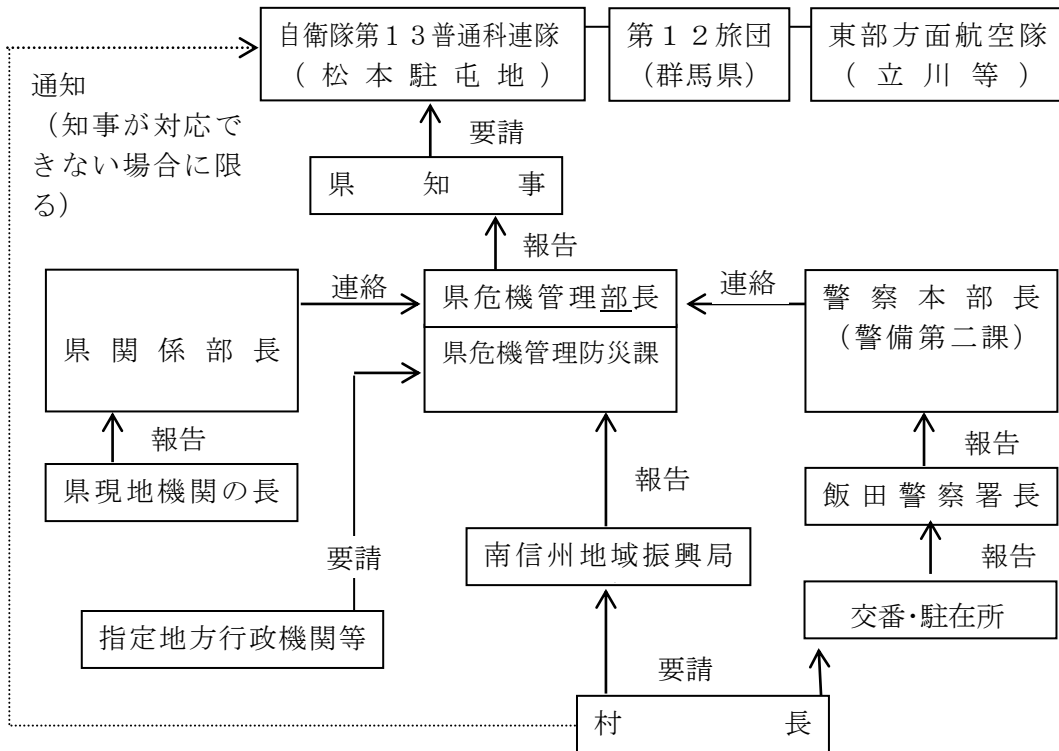 自衛隊第１３普通科連隊
(松本駐屯地)
第１２旅団
(群馬県)
東部方面航空隊
(立川等)
通知
(知事が対応で
きない場合に限
る)
要請
県知事
報告
県関係部長
連絡
県危機管理部長
県危機管理防災課
連絡
警察本部長
(警備第二課)
報告
県現地機関の長
報告
報告
飯田警察署長
要請
南信州地域振興局
報告
指定地方行政機関等
交番・駐在所
要請
村長